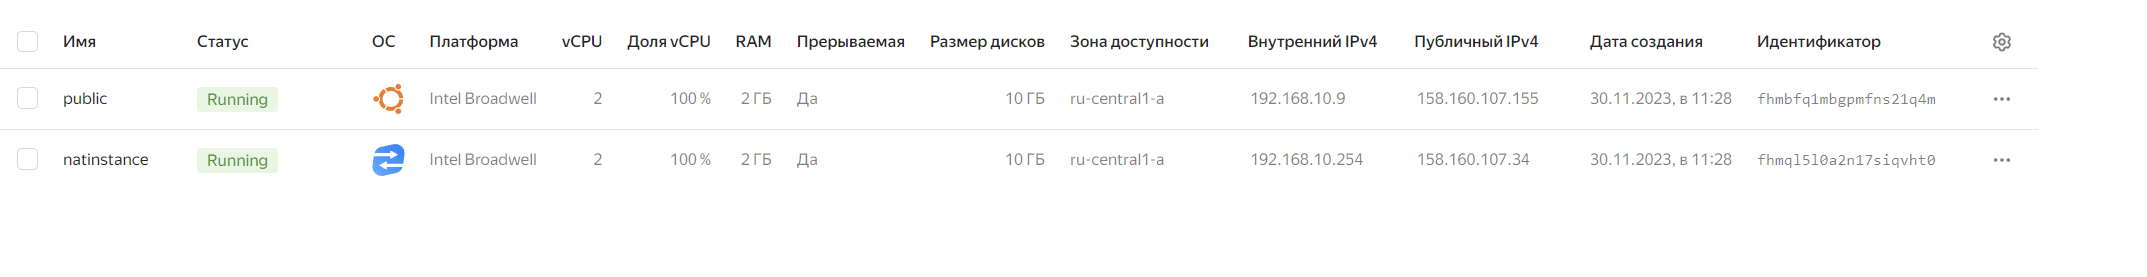 Имя Статус ОС Платформа vCPU Доля vCPU RAM Прерываемая Размер дисков Зона доступности Внутренний IPv4 Публичный IPv4 Дата создания Идентификатор
public Running Intel Broadwell 2 100 % 2 ГБ Да 10 ГБ ru-central1-a 192.168.10.9 158.160.107.155 30.11.2023, в 11:28 fhmbfq1mbgpmfns21q4m
natinstance Running Intel Broadwell 2 100 % 2 ГБ Да 10 ГБ ru-central1-a 192.168.10.254 158.160.107.34 30.11.2023, в 11:28 fhmql5l0a2n17siqvht0